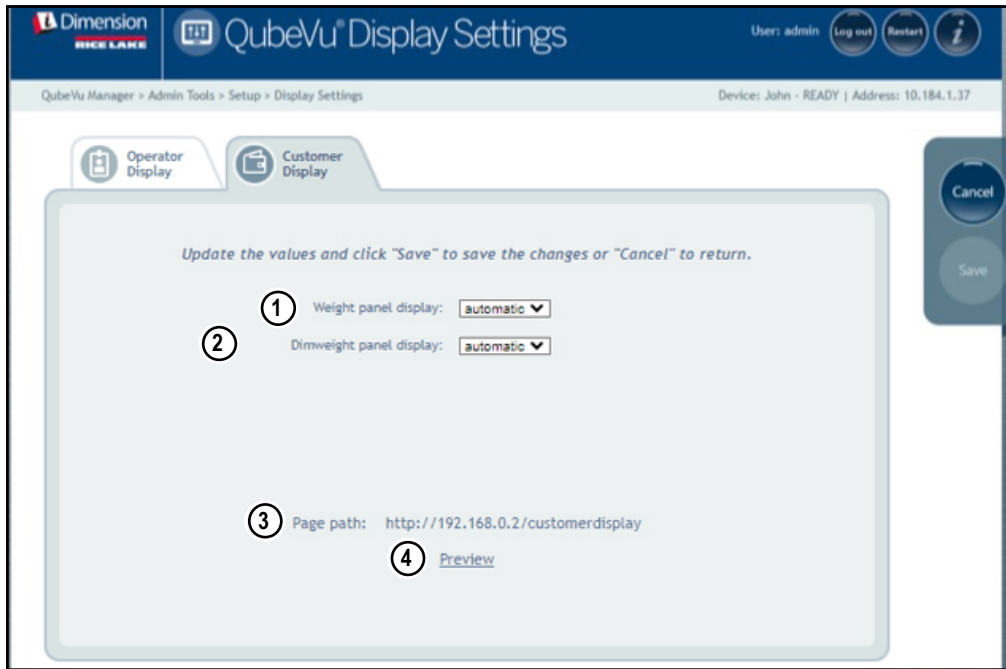 Dimension
RICE LAKE
QubeVu® Display Settings
User: admin
Log out
Restart
i
QubeVu Manager > Admin Tools > Setup > Display Settings
Device: John - READY | Address: 10.184.1.37
Operator
Display
Customer
Display
Cancel
Save
Update the values and click "Save" to save the changes or "Cancel" to return.
1 Weight panel display: automatic
2 Dimweight panel display: automatic
3 Page path: http://192.168.0.2/customerdisplay
4 Preview